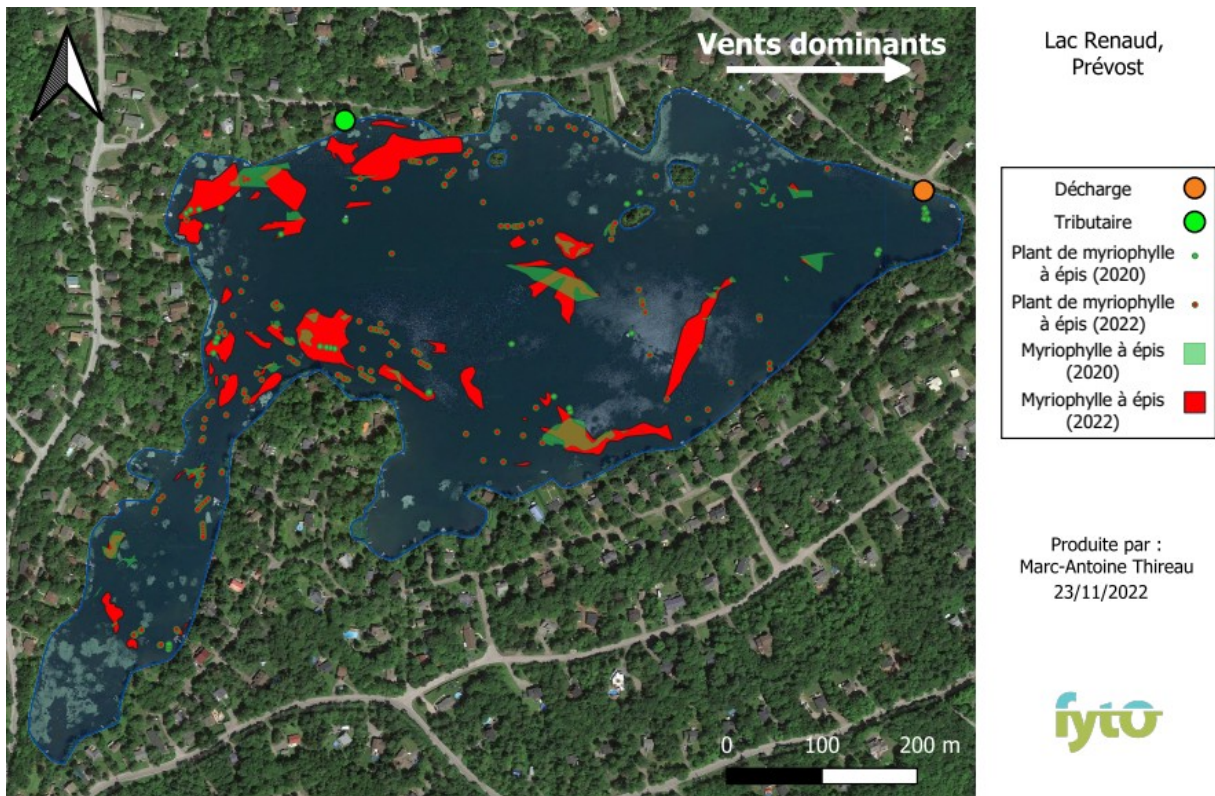 Vents dominants
0 100 200 m
Lac Renaud,
Prévost
Décharge
Tributaire
Plant de myriophylle
à épis (2020)
Plant de myriophylle
à épis (2022)
Myriophylle à épis
(2020)
Myriophylle à épis
(2022)
Produite par :
Marc-Antoine Thireau
23/11/2022
fyto